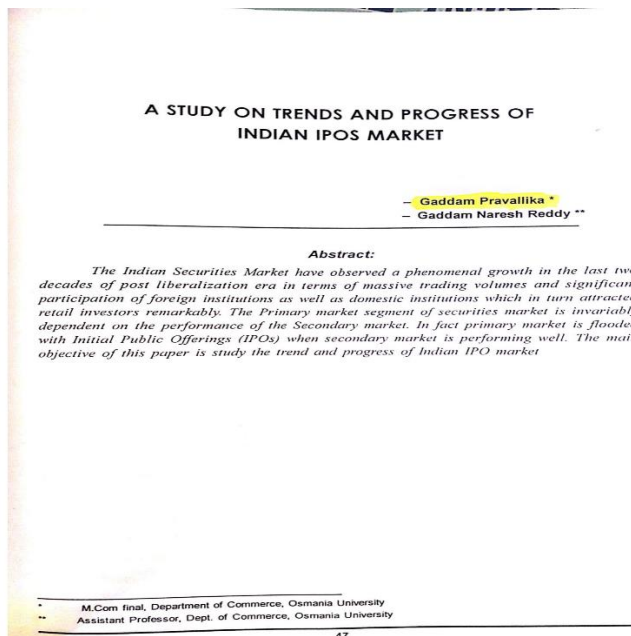 A STUDY ON TRENDS AND PROGRESS OF
INDIAN IPOS MARKET
– Gaddam Pravallika *
– Gaddam Naresh Reddy **
Abstract:
The Indian Securities Market have observed a phenomenal growth in the last two
decades of post liberalization era in terms of massive trading volumes and significan
participation of foreign institutions as well as domestic institutions which in turn attracte
retail investors remarkably. The Primary market segment of securities market is invariabl
dependent on the performance of the Secondary market. In fact primary market is floode
with Initial Public Offerings (IPOs) when secondary market is performing well. The mai
objective of this paper is study the trend and progress of Indian IPO market
* M.Com final, Department of Commerce, Osmania University
** Assistant Professor, Dept. of Commerce, Osmania University
47